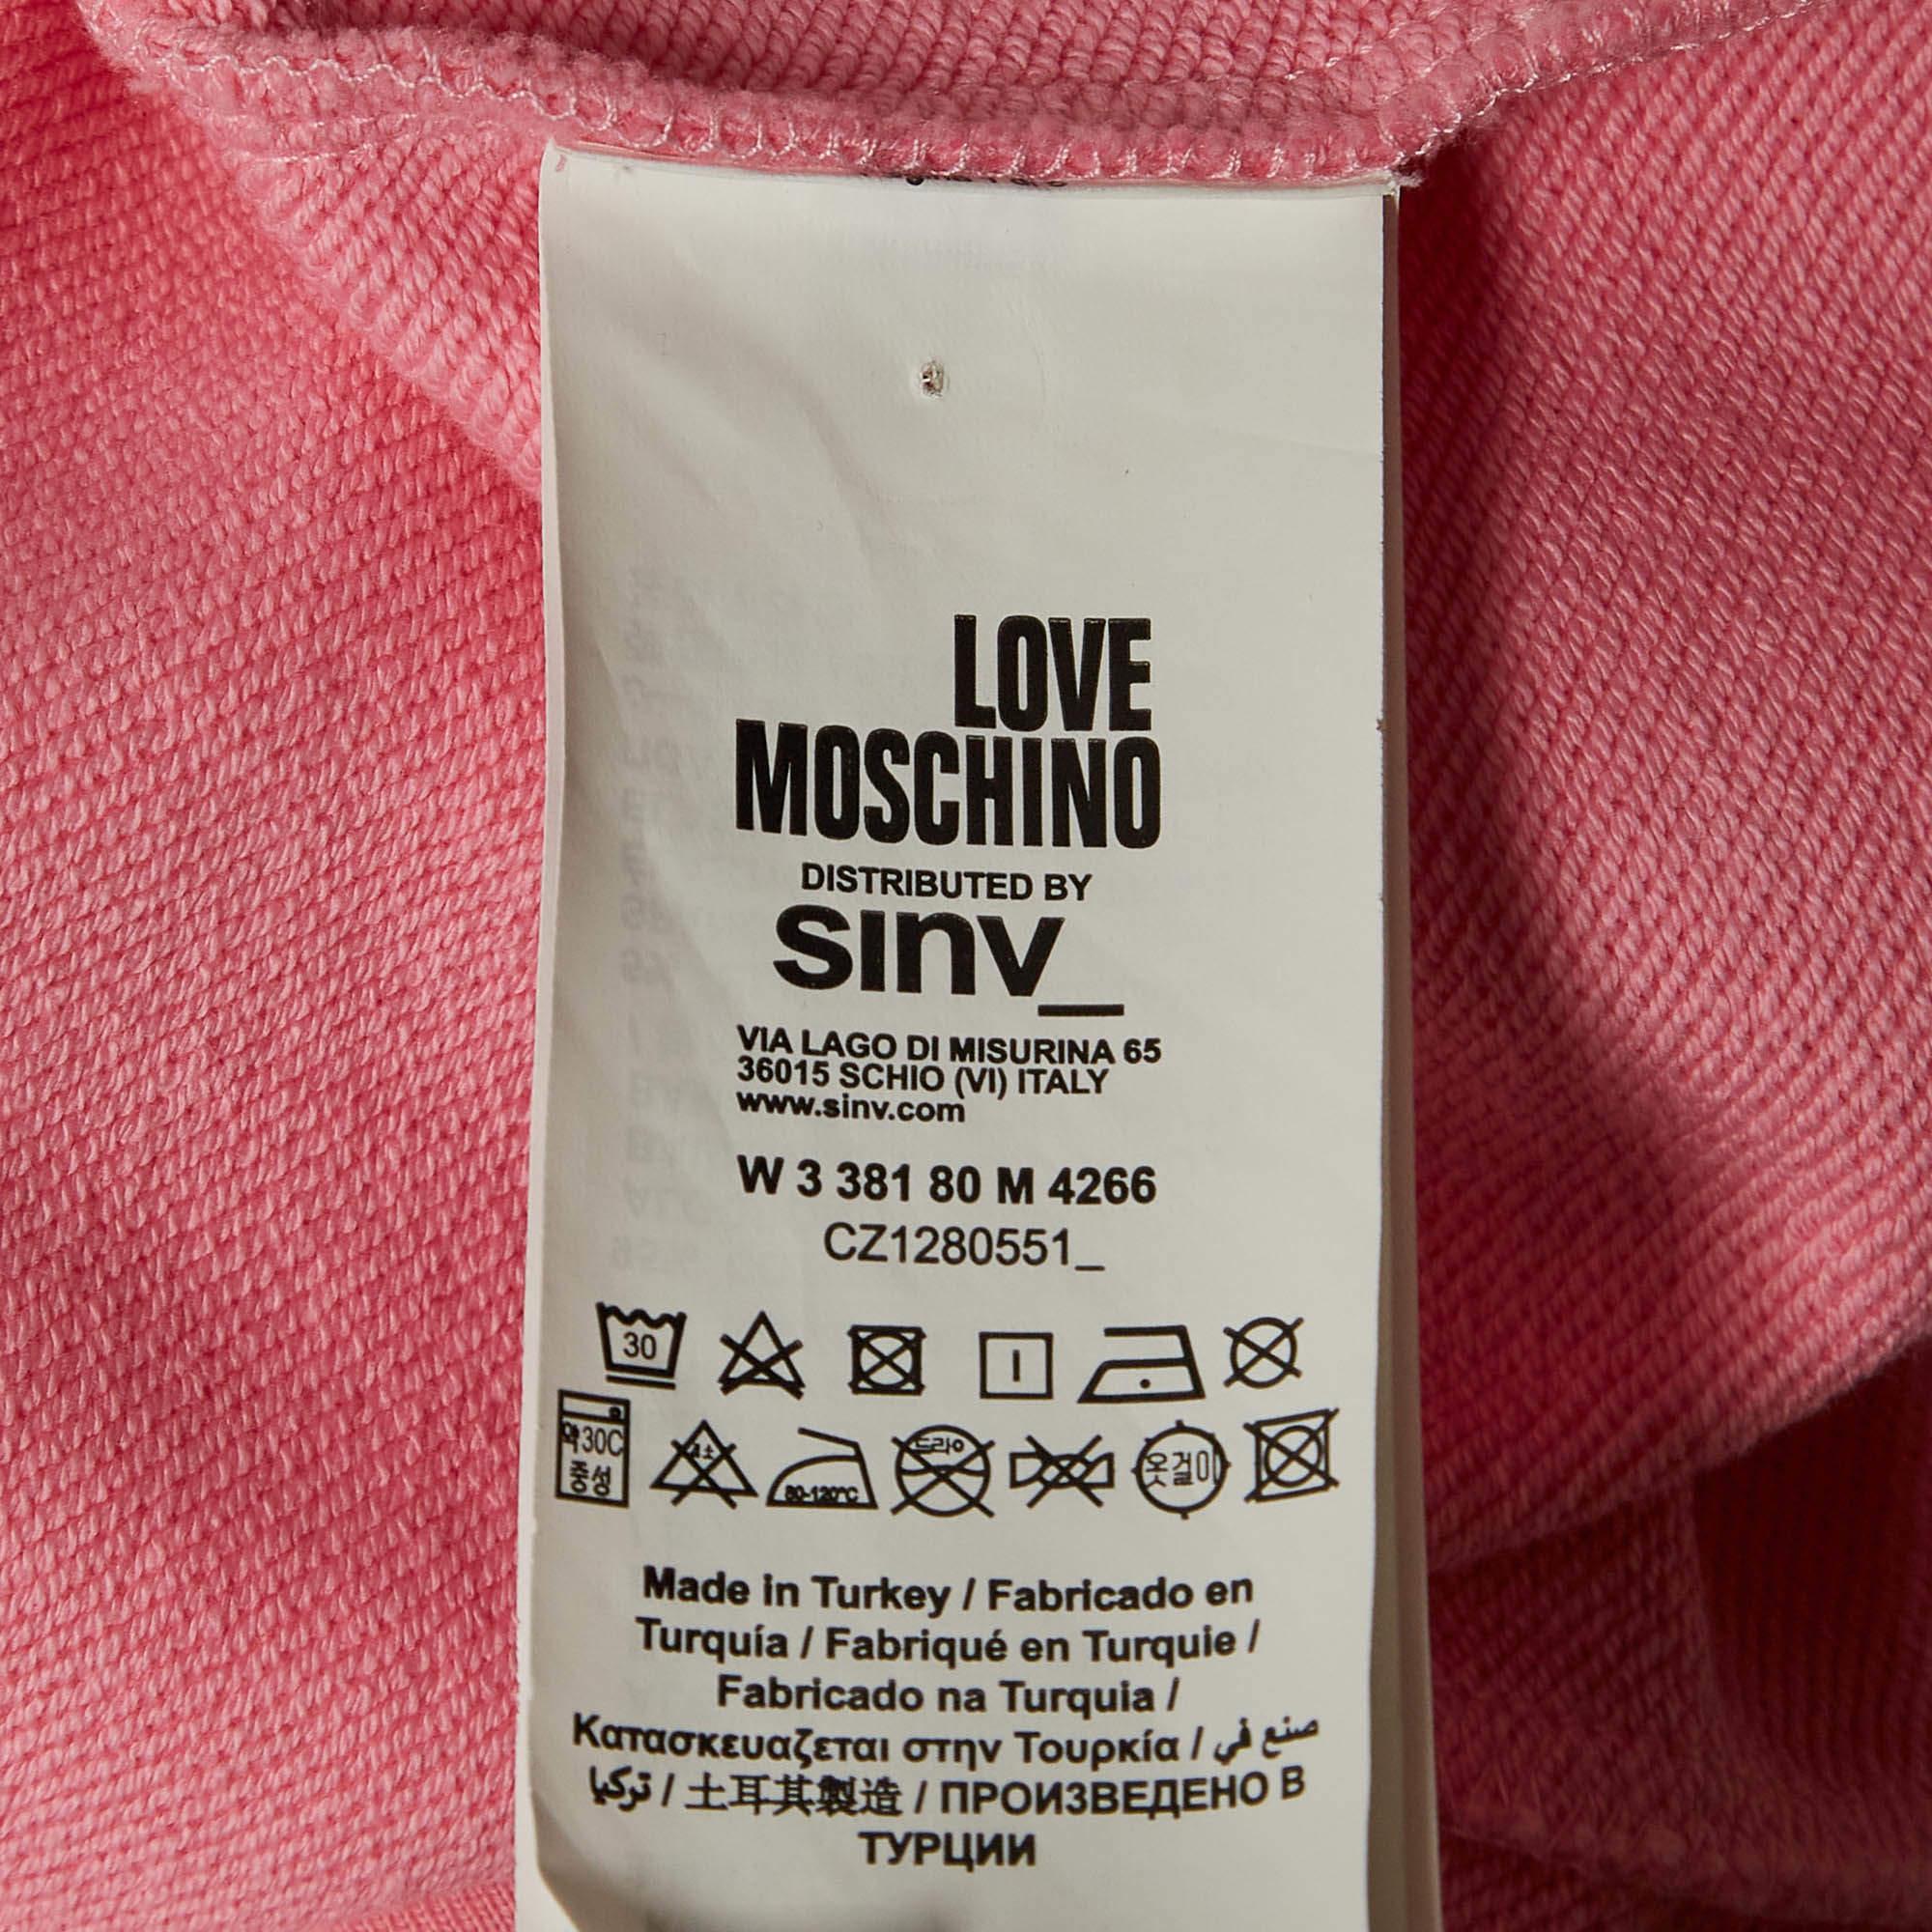 LOVE
MOSCHINO
DISTRIBUTED BY
sınv_
VIA LAGO DI MISURINA 65
36015 SCHIO (VI) ITALY
www.sinv.com
W 3 381 80 M 4266
CZ1280551_
30
약30C
중성
염소
80-120°C
드라이
옷걸이
Made in Turkey / Fabricado en
Turquía / Fabriqué en Turquie /
Fabricado na Turquia /
Κατασκευαζεται στην Τουρκία / صنع في
تركيا / 土耳其製造 / ПРОИЗВЕДЕНО В
ТУРЦИИ